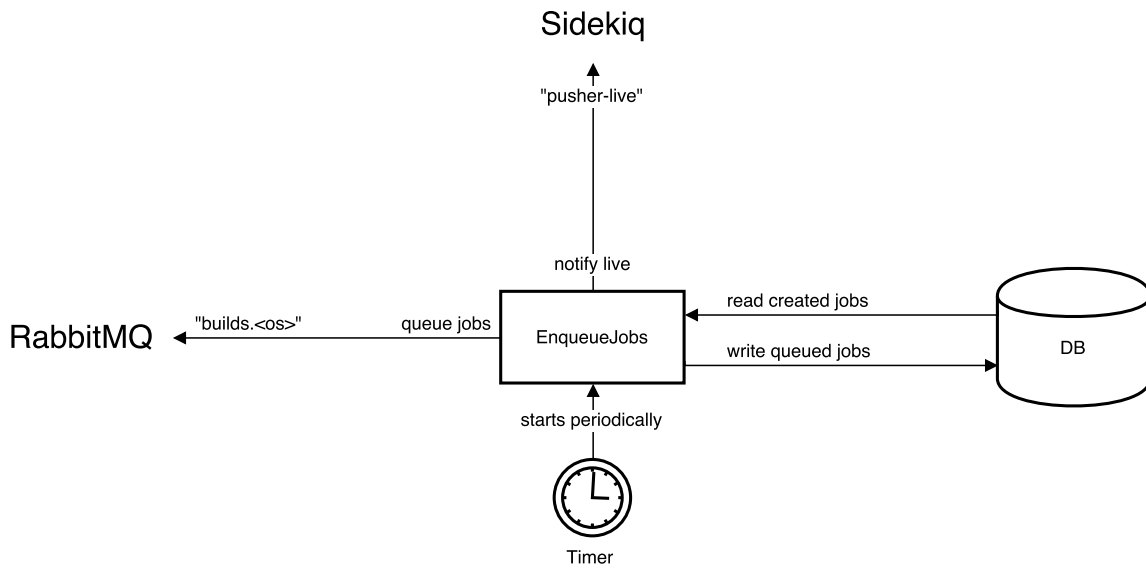 Sidekiq
"pusher-live"
notify live
read created jobs
"builds.<os>"
queue jobs
RabbitMQ
EnqueueJobs
DB
write queued jobs
starts periodically
Timer